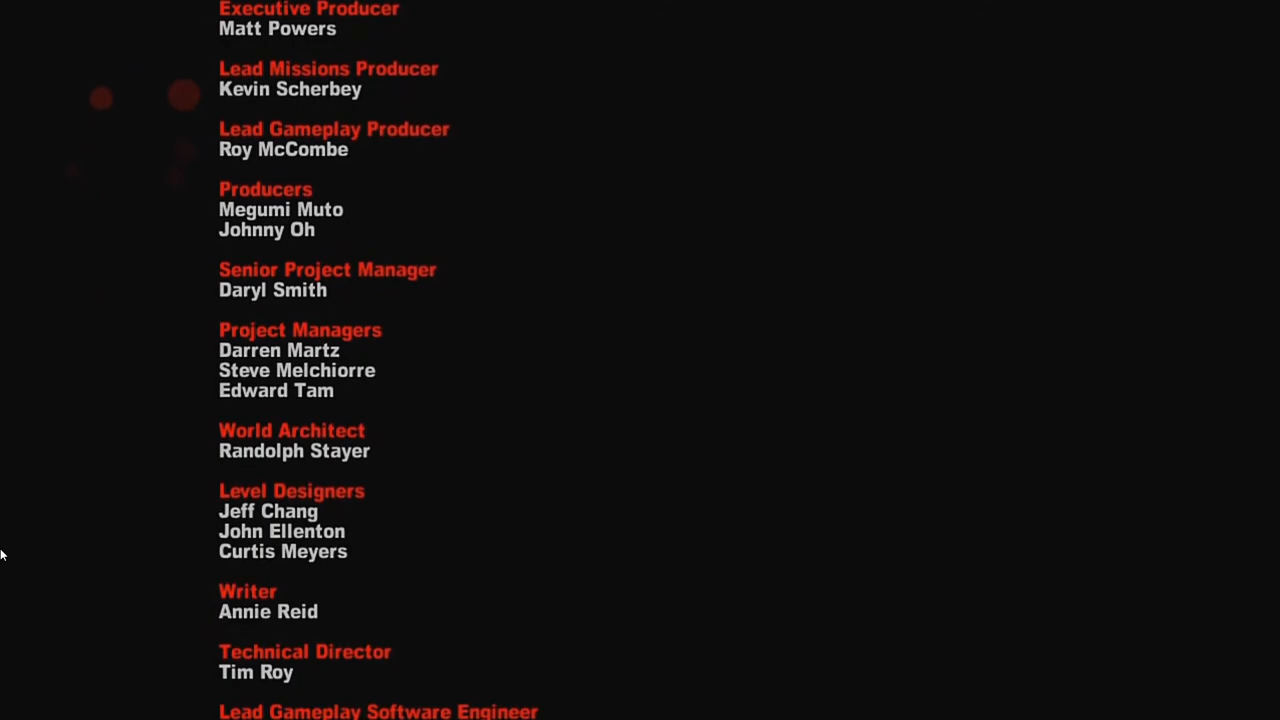 Executive Producer
Matt Powers
Lead Missions Producer
Kevin Scherbey
Lead Gameplay Producer
Roy McCombe
Producers
Megumi Muto
Johnny Oh
Senior Project Manager
Daryl Smith
Project Managers
Darren Martz
Steve Melchiorre
Edward Tam
World Architect
Randolph Stayer
Level Designers
Jeff Chang
John Ellenton
Curtis Meyers
Writer
Annie Reid
Technical Director
Tim Roy
Lead Gameplay Software Engineer